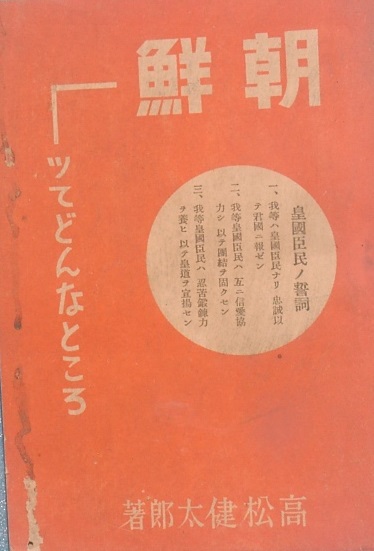 朝鮮
ツてどんなところ
皇國臣民ノ誓詞
一、我等ハ皇國臣民ナリ 忠誠以
テ君國ニ報ゼン
二、我等皇國臣民ハ 互ニ信愛協
力シ 以テ團結ヲ固クセン
三、我等皇國臣民ハ 忍苦鍛錬力
ヲ養ヒ 以テ皇道ヲ宣揚セン
高松健太郎著